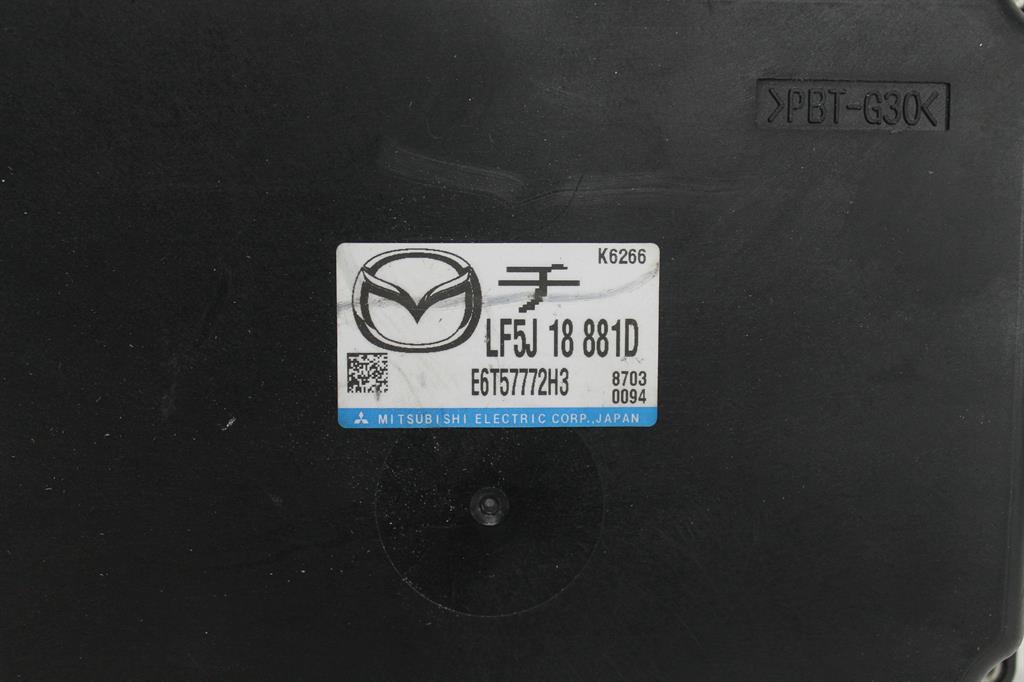 >PBT-G30<
K6266
チ
LF5J 18 881D
E6T57772H3
8703
0094
MITSUBISHI ELECTRIC CORP.,JAPAN